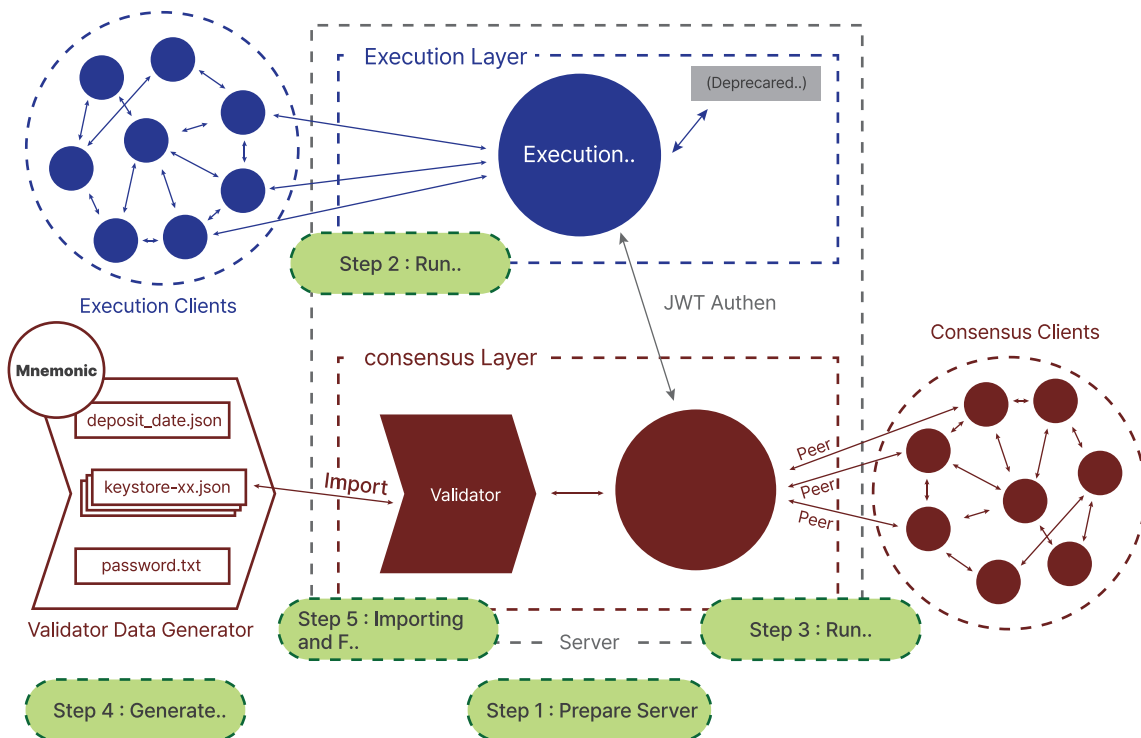 Execution Layer
(Deprecared..)
Execution..
Step 2 : Run..
Execution Clients
JWT Authen
Consensus Clients
consensus Layer
Mnemonic
deposit_date.json
keystore-xx.json
password.txt
Import
Validator
Peer
Peer
Peer
Validator Data Generator
Step 5 : Importing
and F..
Server
Step 3 : Run..
Step 4 : Generate..
Step 1 : Prepare Server